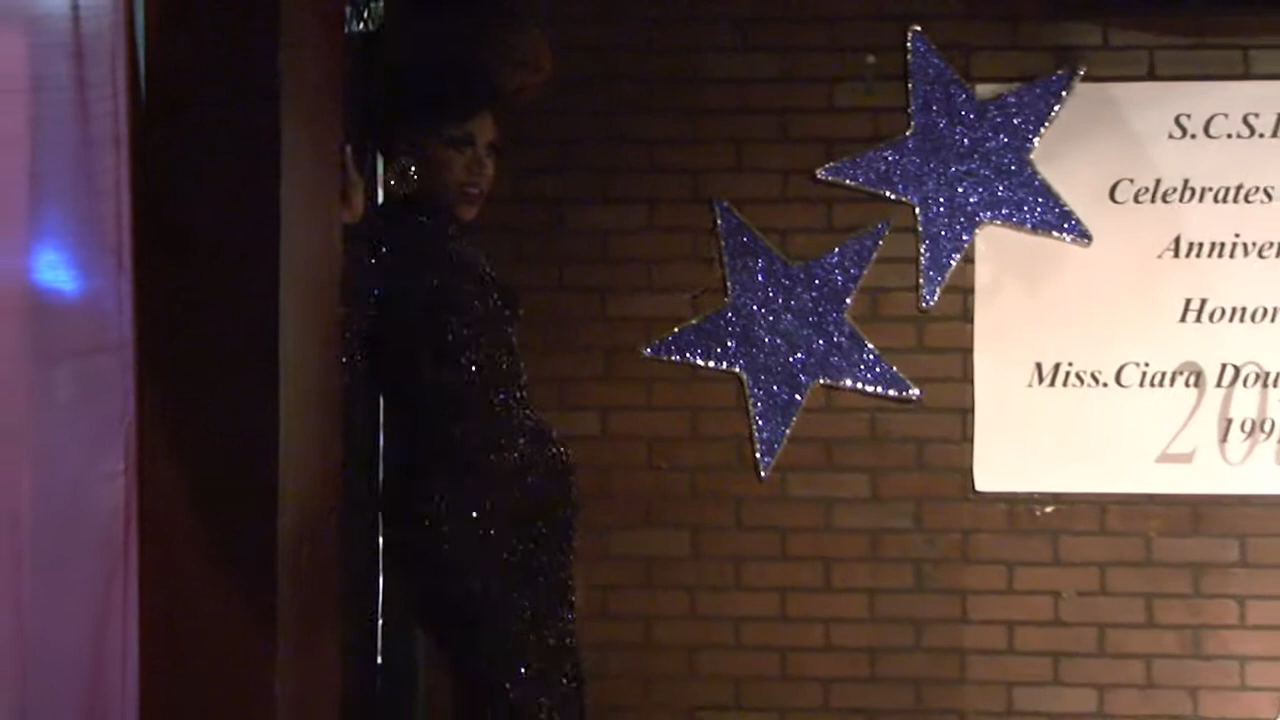 S.C.S.
Celebrates
Anniver
Honor
Miss.Ciara Dou
20
199